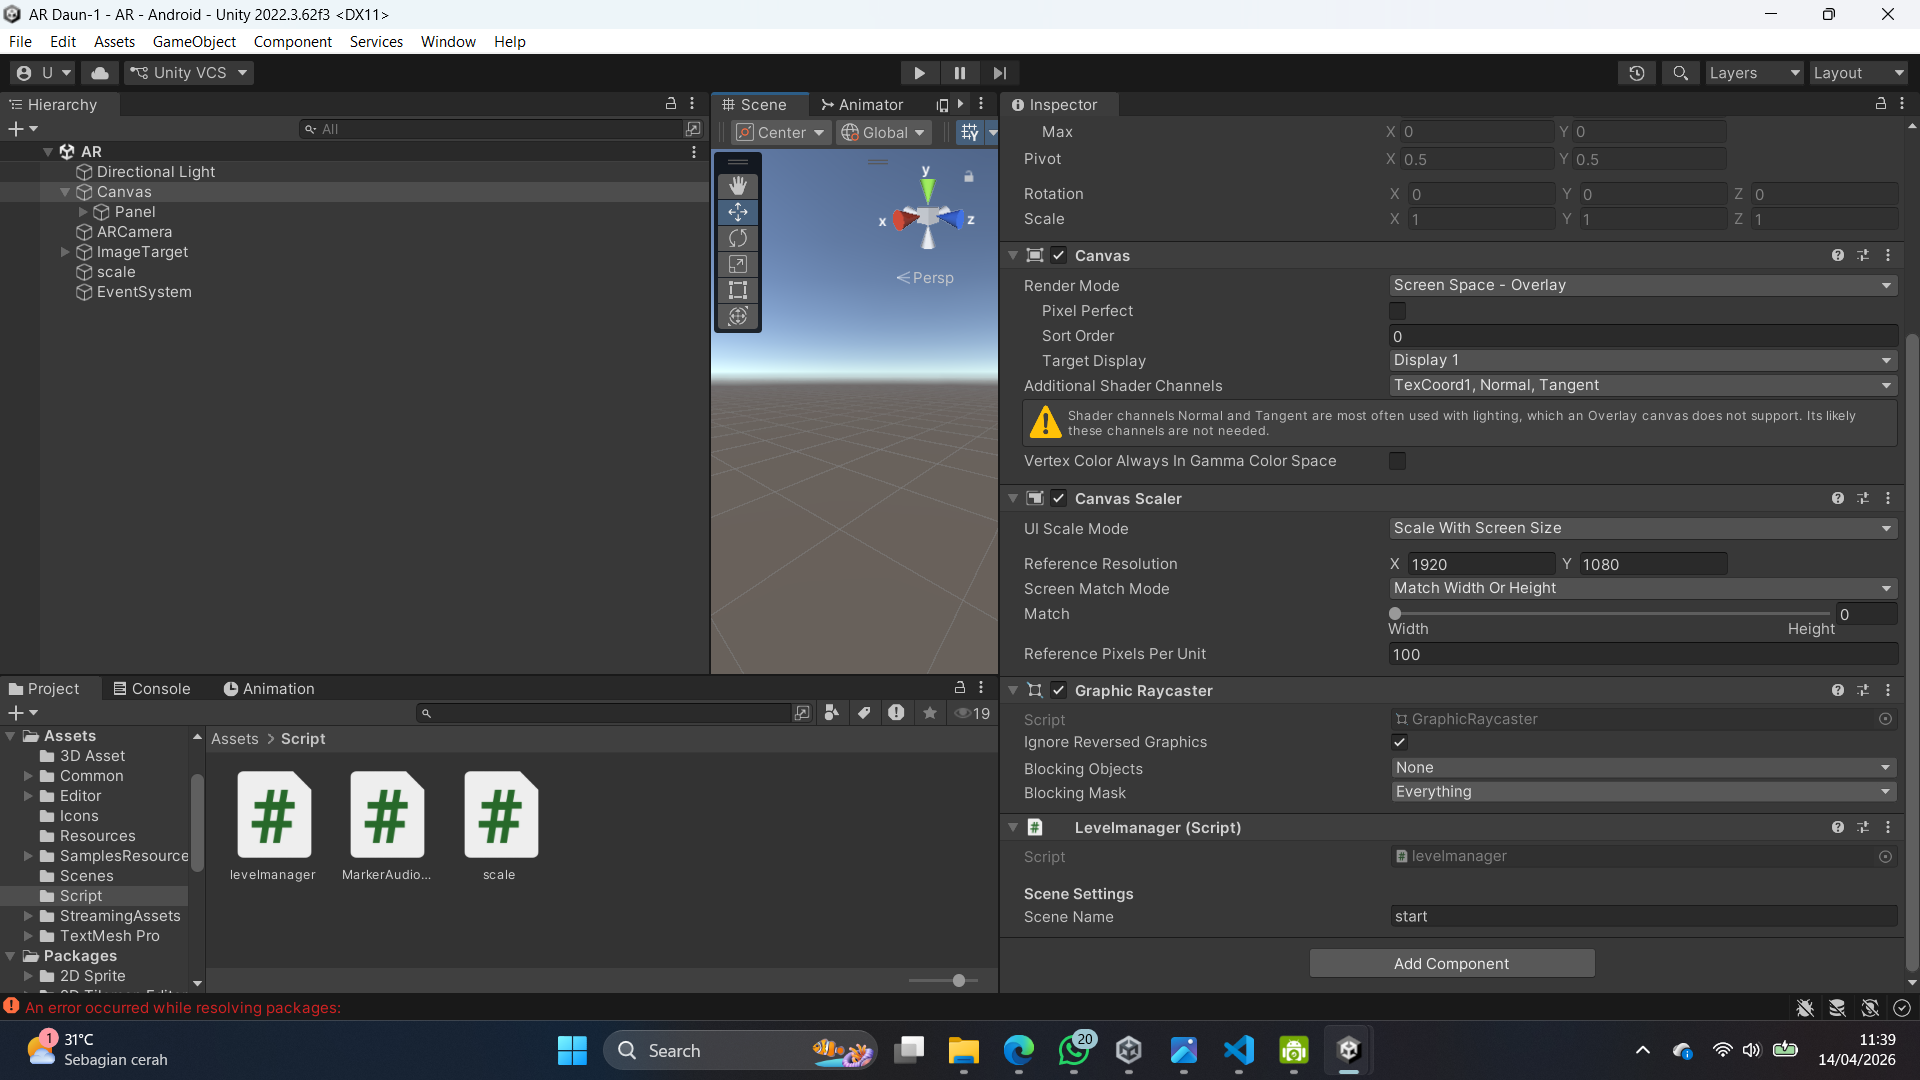 AR Daun-1 - AR - Android - Unity 2022.3.62f3 <DX11>
File Edit Assets GameObject Component Services Window Help
U Unity VCS Layers Layout
Hierarchy
All
AR
Directional Light
Canvas
Panel
ARCamera
ImageTarget
scale
EventSystem
Scene Animator
Center Global
y
x z
Persp
Inspector
Max X 0 Y 0
Pivot X 0.5 Y 0.5
Rotation X 0 Y 0 Z 0
Scale X 1 Y 1 Z 1
Canvas
Render Mode Screen Space - Overlay
Pixel Perfect
Sort Order 0
Target Display Display 1
Additional Shader Channels TexCoord1, Normal, Tangent
Shader channels Normal and Tangent are most often used with lighting, which an Overlay canvas does not support. Its likely
these channels are not needed.
Vertex Color Always In Gamma Color Space
Canvas Scaler
UI Scale Mode Scale With Screen Size
Reference Resolution X 1920 Y 1080
Screen Match Mode Match Width Or Height
Match 0
Width Height
Reference Pixels Per Unit 100
Graphic Raycaster
Script GraphicRaycaster
Ignore Reversed Graphics
Blocking Objects None
Blocking Mask Everything
Levelmanager (Script)
Script levelmanager
Scene Settings
Scene Name start
Add Component
Project Console Animation
19
Assets
3D Asset
Common
Editor
Icons
Resources
SamplesResource
Scenes
Script
StreamingAssets
TextMesh Pro
Packages
2D Sprite
Assets > Script
levelmanager MarkerAudio... scale
An error occurred while resolving packages:
1
31°C
Sebagian cerah
Search
20
11:39
14/04/2026